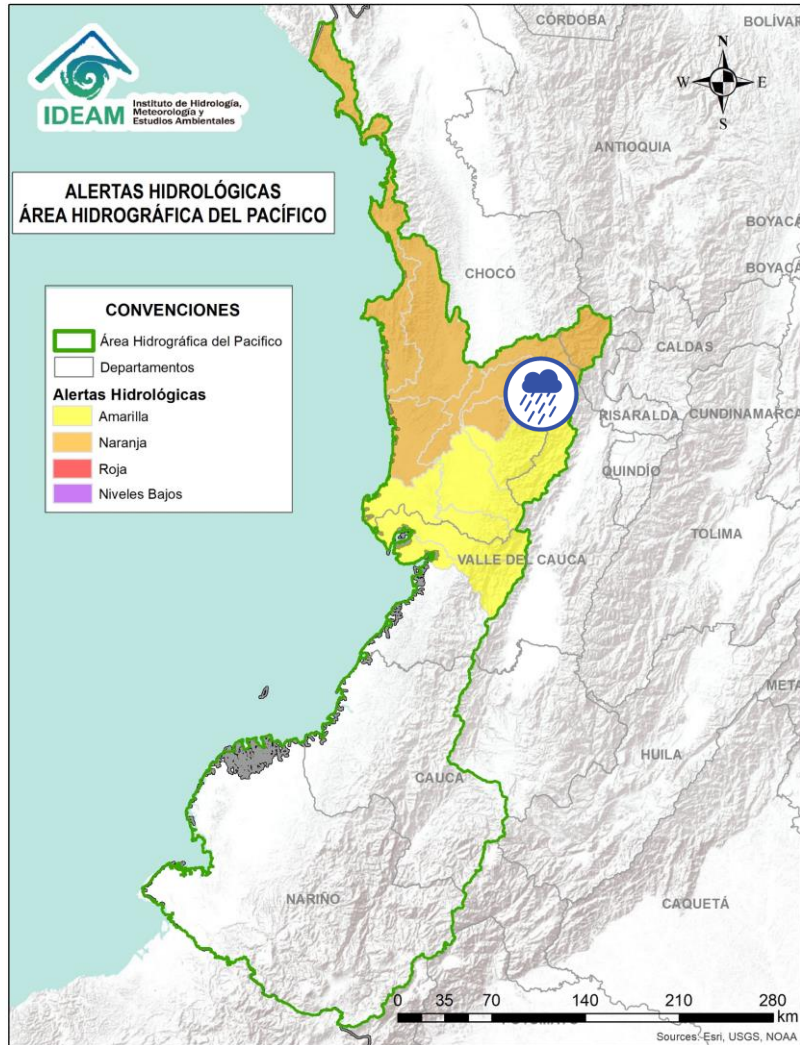 IDEAM
Instituto de Hidrología,
Meteorología y
Estudios Ambientales
ALERTAS HIDROLÓGICAS
ÁREA HIDROGRÁFICA DEL PACÍFICO
CONVENCIONES
Área Hidrográfica del Pacifico
Departamentos
Alertas Hidrológicas
Amarilla
Naranja
Roja
Niveles Bajos
CÓRDOBA
BOLÍVAR
N
W
E
S
ANTIOQUIA
BOYACÁ
CHOCÓ
BOYACÁ
CALDAS
RISARALDA
CUNDINAMARCA
QUINDÍO
TOLIMA
VALLE DEL CAUCA
META
HUILA
CAUCA
NARIÑO
CAQUETÁ
0 35 70 140 210 280
km
Sources: Esri, USGS, NOAA